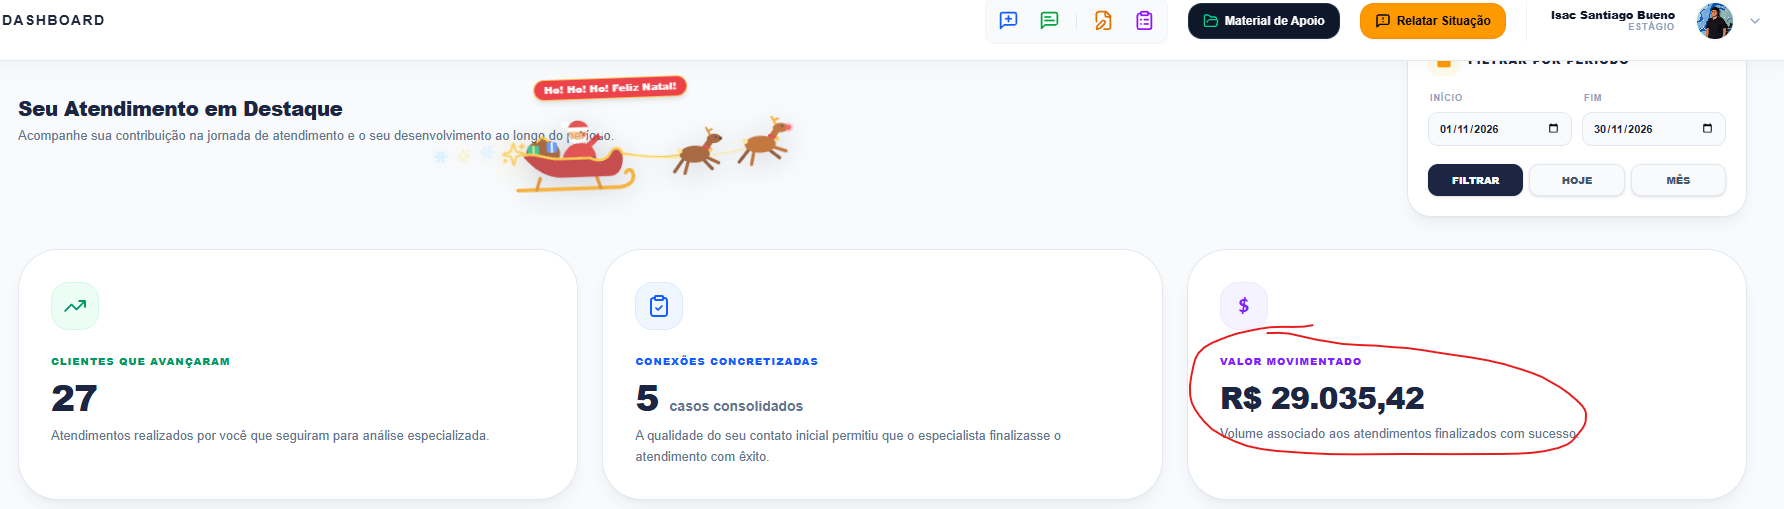 DASHBOARD
Material de Apoio
Relatar Situação
Isac Santiago Bueno
ESTÁGIO
Ho! Ho! Ho! Feliz Natal!
Seu Atendimento em Destaque
Acompanhe sua contribuição na jornada de atendimento e o seu desenvolvimento ao longo do período.
FILTRAR POR PERÍODO
INÍCIO
FIM
01/11/2026
30/11/2026
FILTRAR
HOJE
MÊS
$
CLIENTES QUE AVANÇARAM
27
Atendimentos realizados por você que seguiram para análise especializada.
CONEXÕES CONCRETIZADAS
5 casos consolidados
A qualidade do seu contato inicial permitiu que o especialista finalizasse o
atendimento com êxito.
VALOR MOVIMENTADO
R$ 29.035,42
Volume associado aos atendimentos finalizados com sucesso.